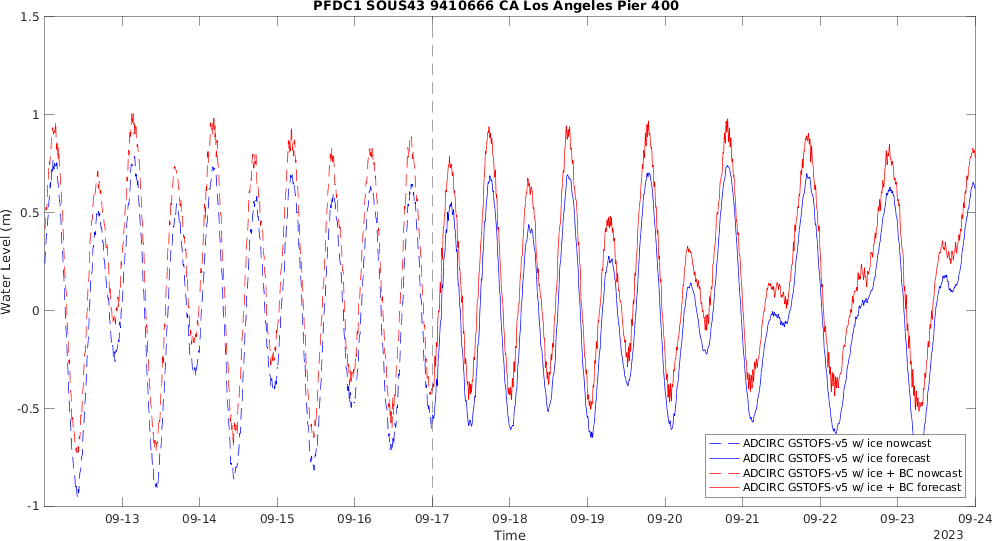 PFDC1 SOUS43 9410666 CA Los Angeles Pier 400
1.5
1
0.5
0
-0.5
-1
Water Level (m)
09-13
09-14
09-15
09-16
09-17
09-18
09-19
09-20
09-21
09-22
09-23
09-24
Time
2023
ADCIRC GSTOFS-v5 w/ ice nowcast
ADCIRC GSTOFS-v5 w/ ice forecast
ADCIRC GSTOFS-v5 w/ ice + BC nowcast
ADCIRC GSTOFS-v5 w/ ice + BC forecast